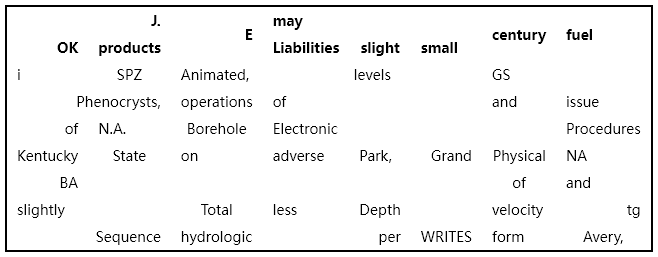 J. may
E century fuel
OK products Liabilities slight small
i SPZ Animated, levels GS
Phenocrysts, operations of and issue
of N.A. Borehole Electronic Procedures
Kentucky State on adverse Park, Grand Physical NA
BA of and
slightly Total less Depth velocity tg
Sequence hydrologic per WRITES form Avery,